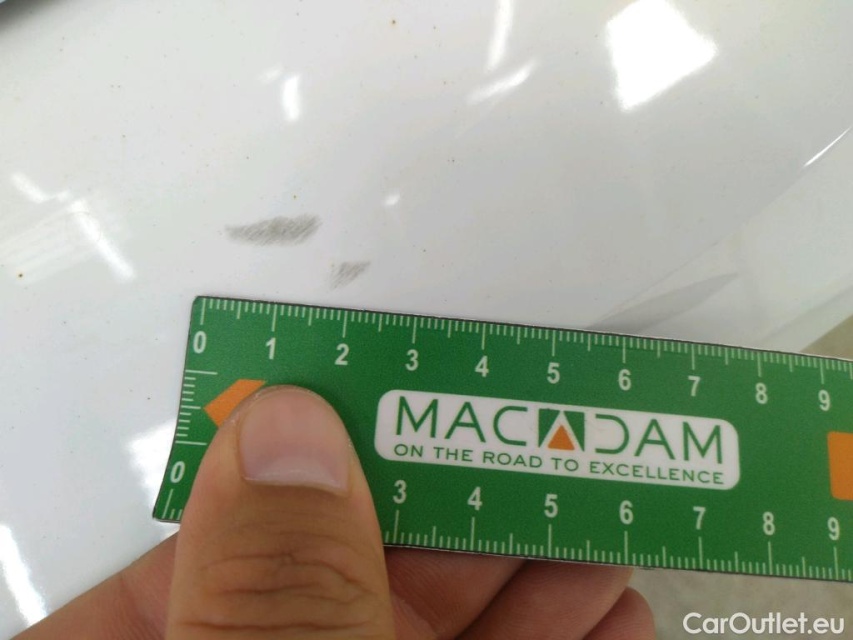 0 1 2 3 4 5 6 7 8 9
MACADAM
ON THE ROAD TO EXCELLENCE
0 3 4 5 6 7 8 9
CarOutlet.eu